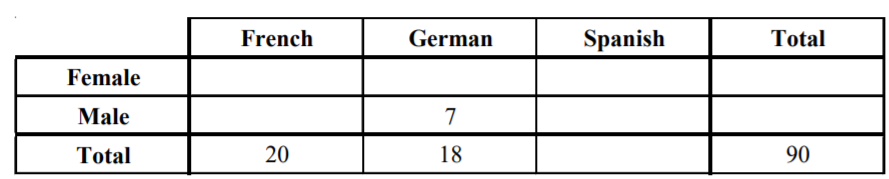 French German Spanish Total
Female
Male 7
Total 20 18 90